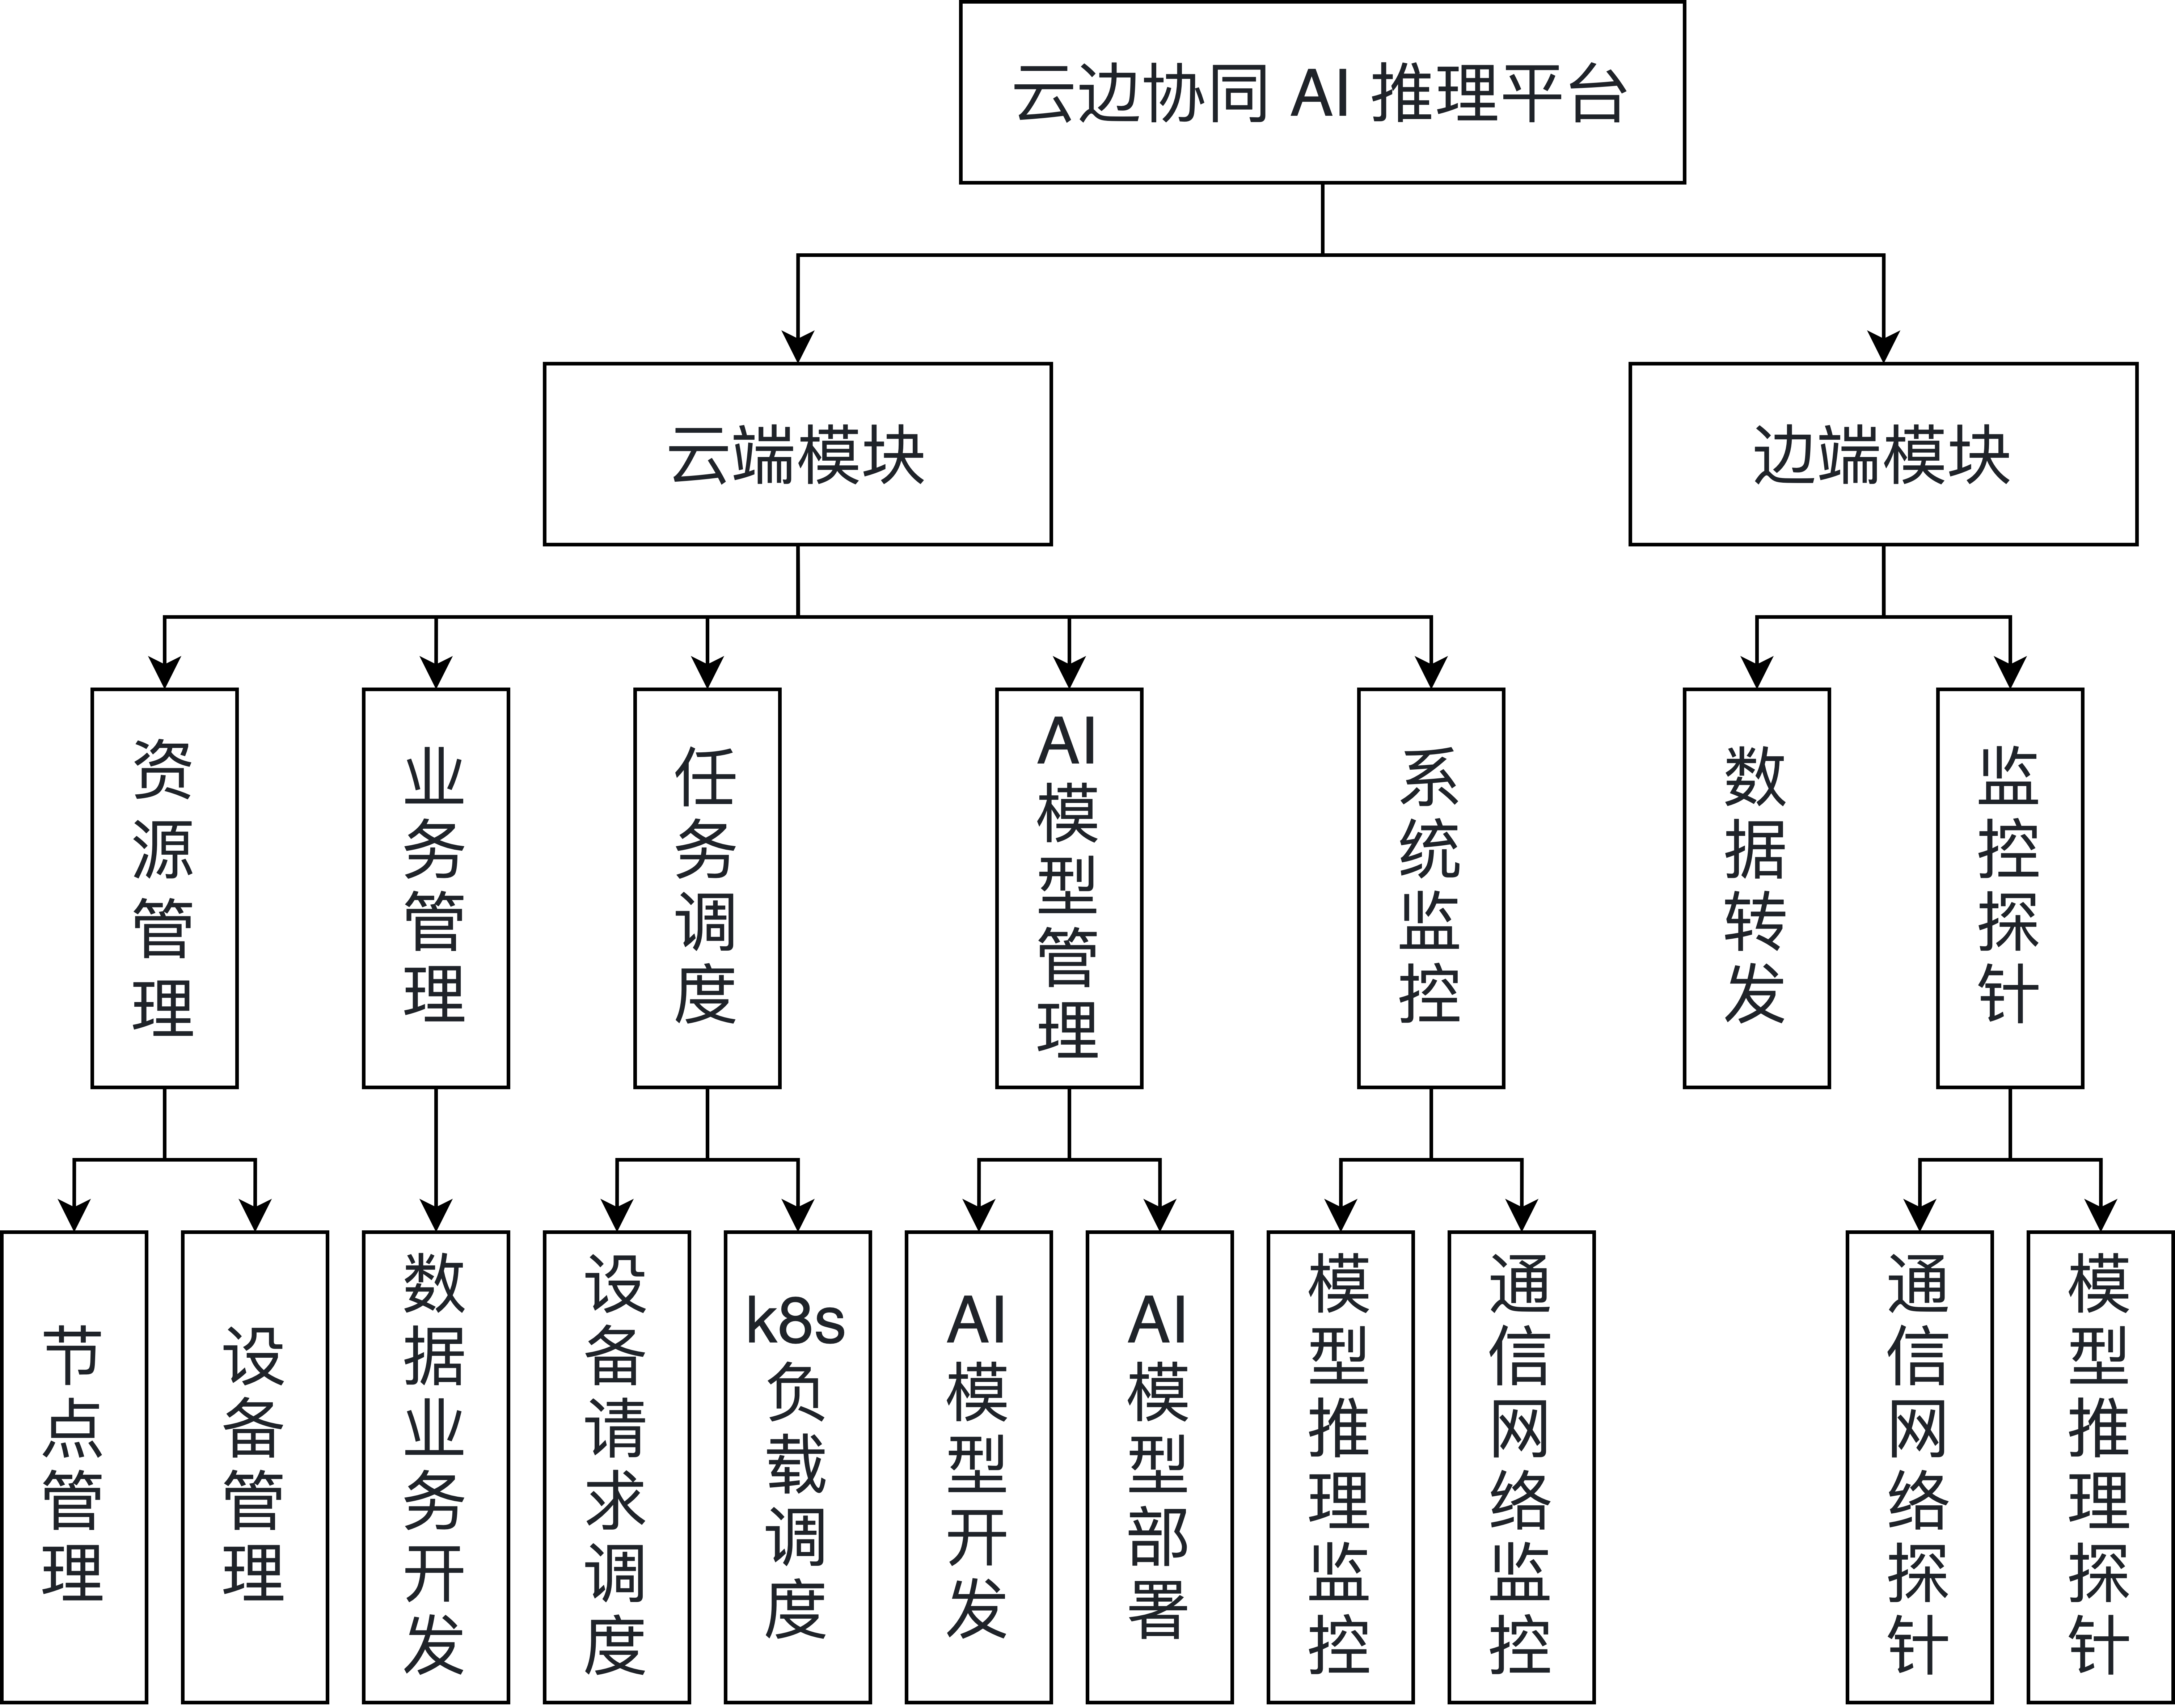 云边协同 AI 推理平台
云端模块
边端模块
资源管理
业务管理
任务调度
AI模型管理
系统监控
数据转发
监控探针
节点管理
设备管理
数据业务开发
设备请求调度
k8s负载调度
AI模型开发
AI模型部署
模型推理监控
通信网络监控
通信网络探针
模型推理探针